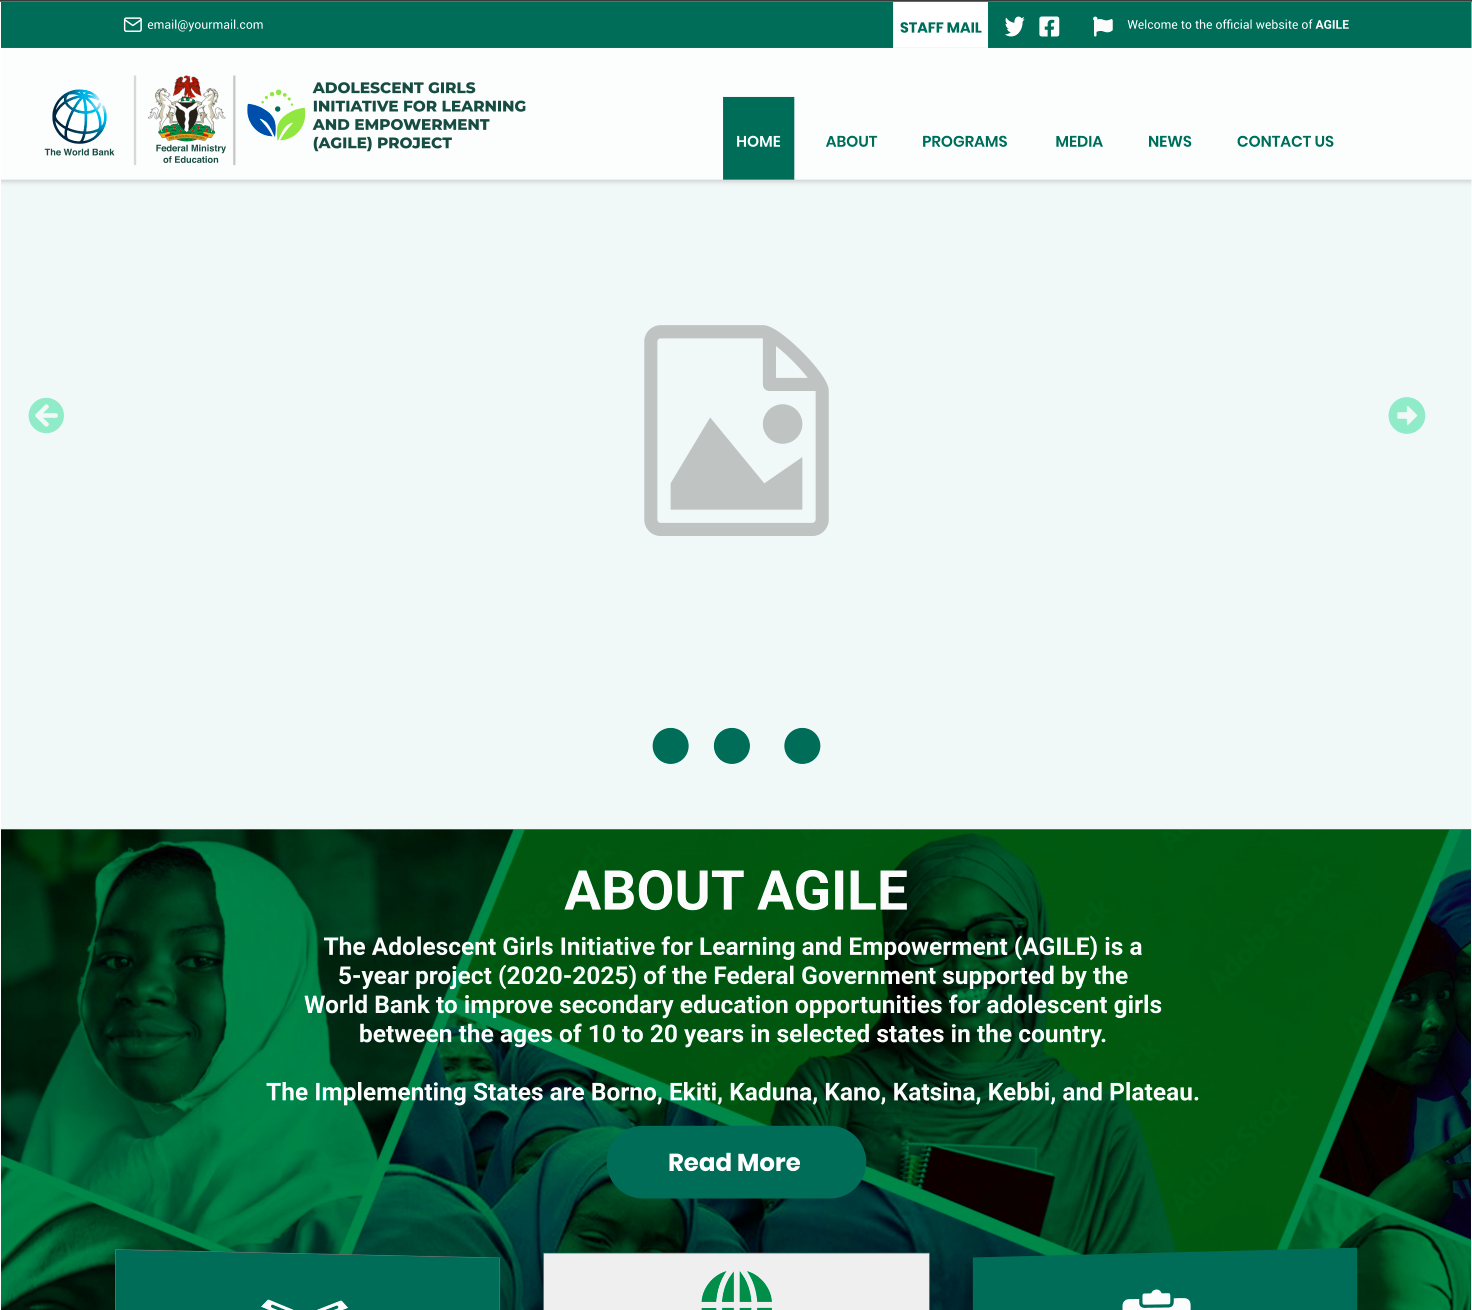 email@yourmail.com
STAFF MAIL
Welcome to the official website of AGILE
The World Bank
Federal Ministry
of Education
ADOLESCENT GIRLS
INITIATIVE FOR LEARNING
AND EMPOWERMENT
(AGILE) PROJECT
HOME
ABOUT
PROGRAMS
MEDIA
NEWS
CONTACT US
ABOUT AGILE
The Adolescent Girls Initiative for Learning and Empowerment (AGILE) is a
5-year project (2020-2025) of the Federal Government supported by the
World Bank to improve secondary education opportunities for adolescent girls
between the ages of 10 to 20 years in selected states in the country.
The Implementing States are Borno, Ekiti, Kaduna, Kano, Katsina, Kebbi, and Plateau.
Read More
Adobe Stock
Adobe Stock